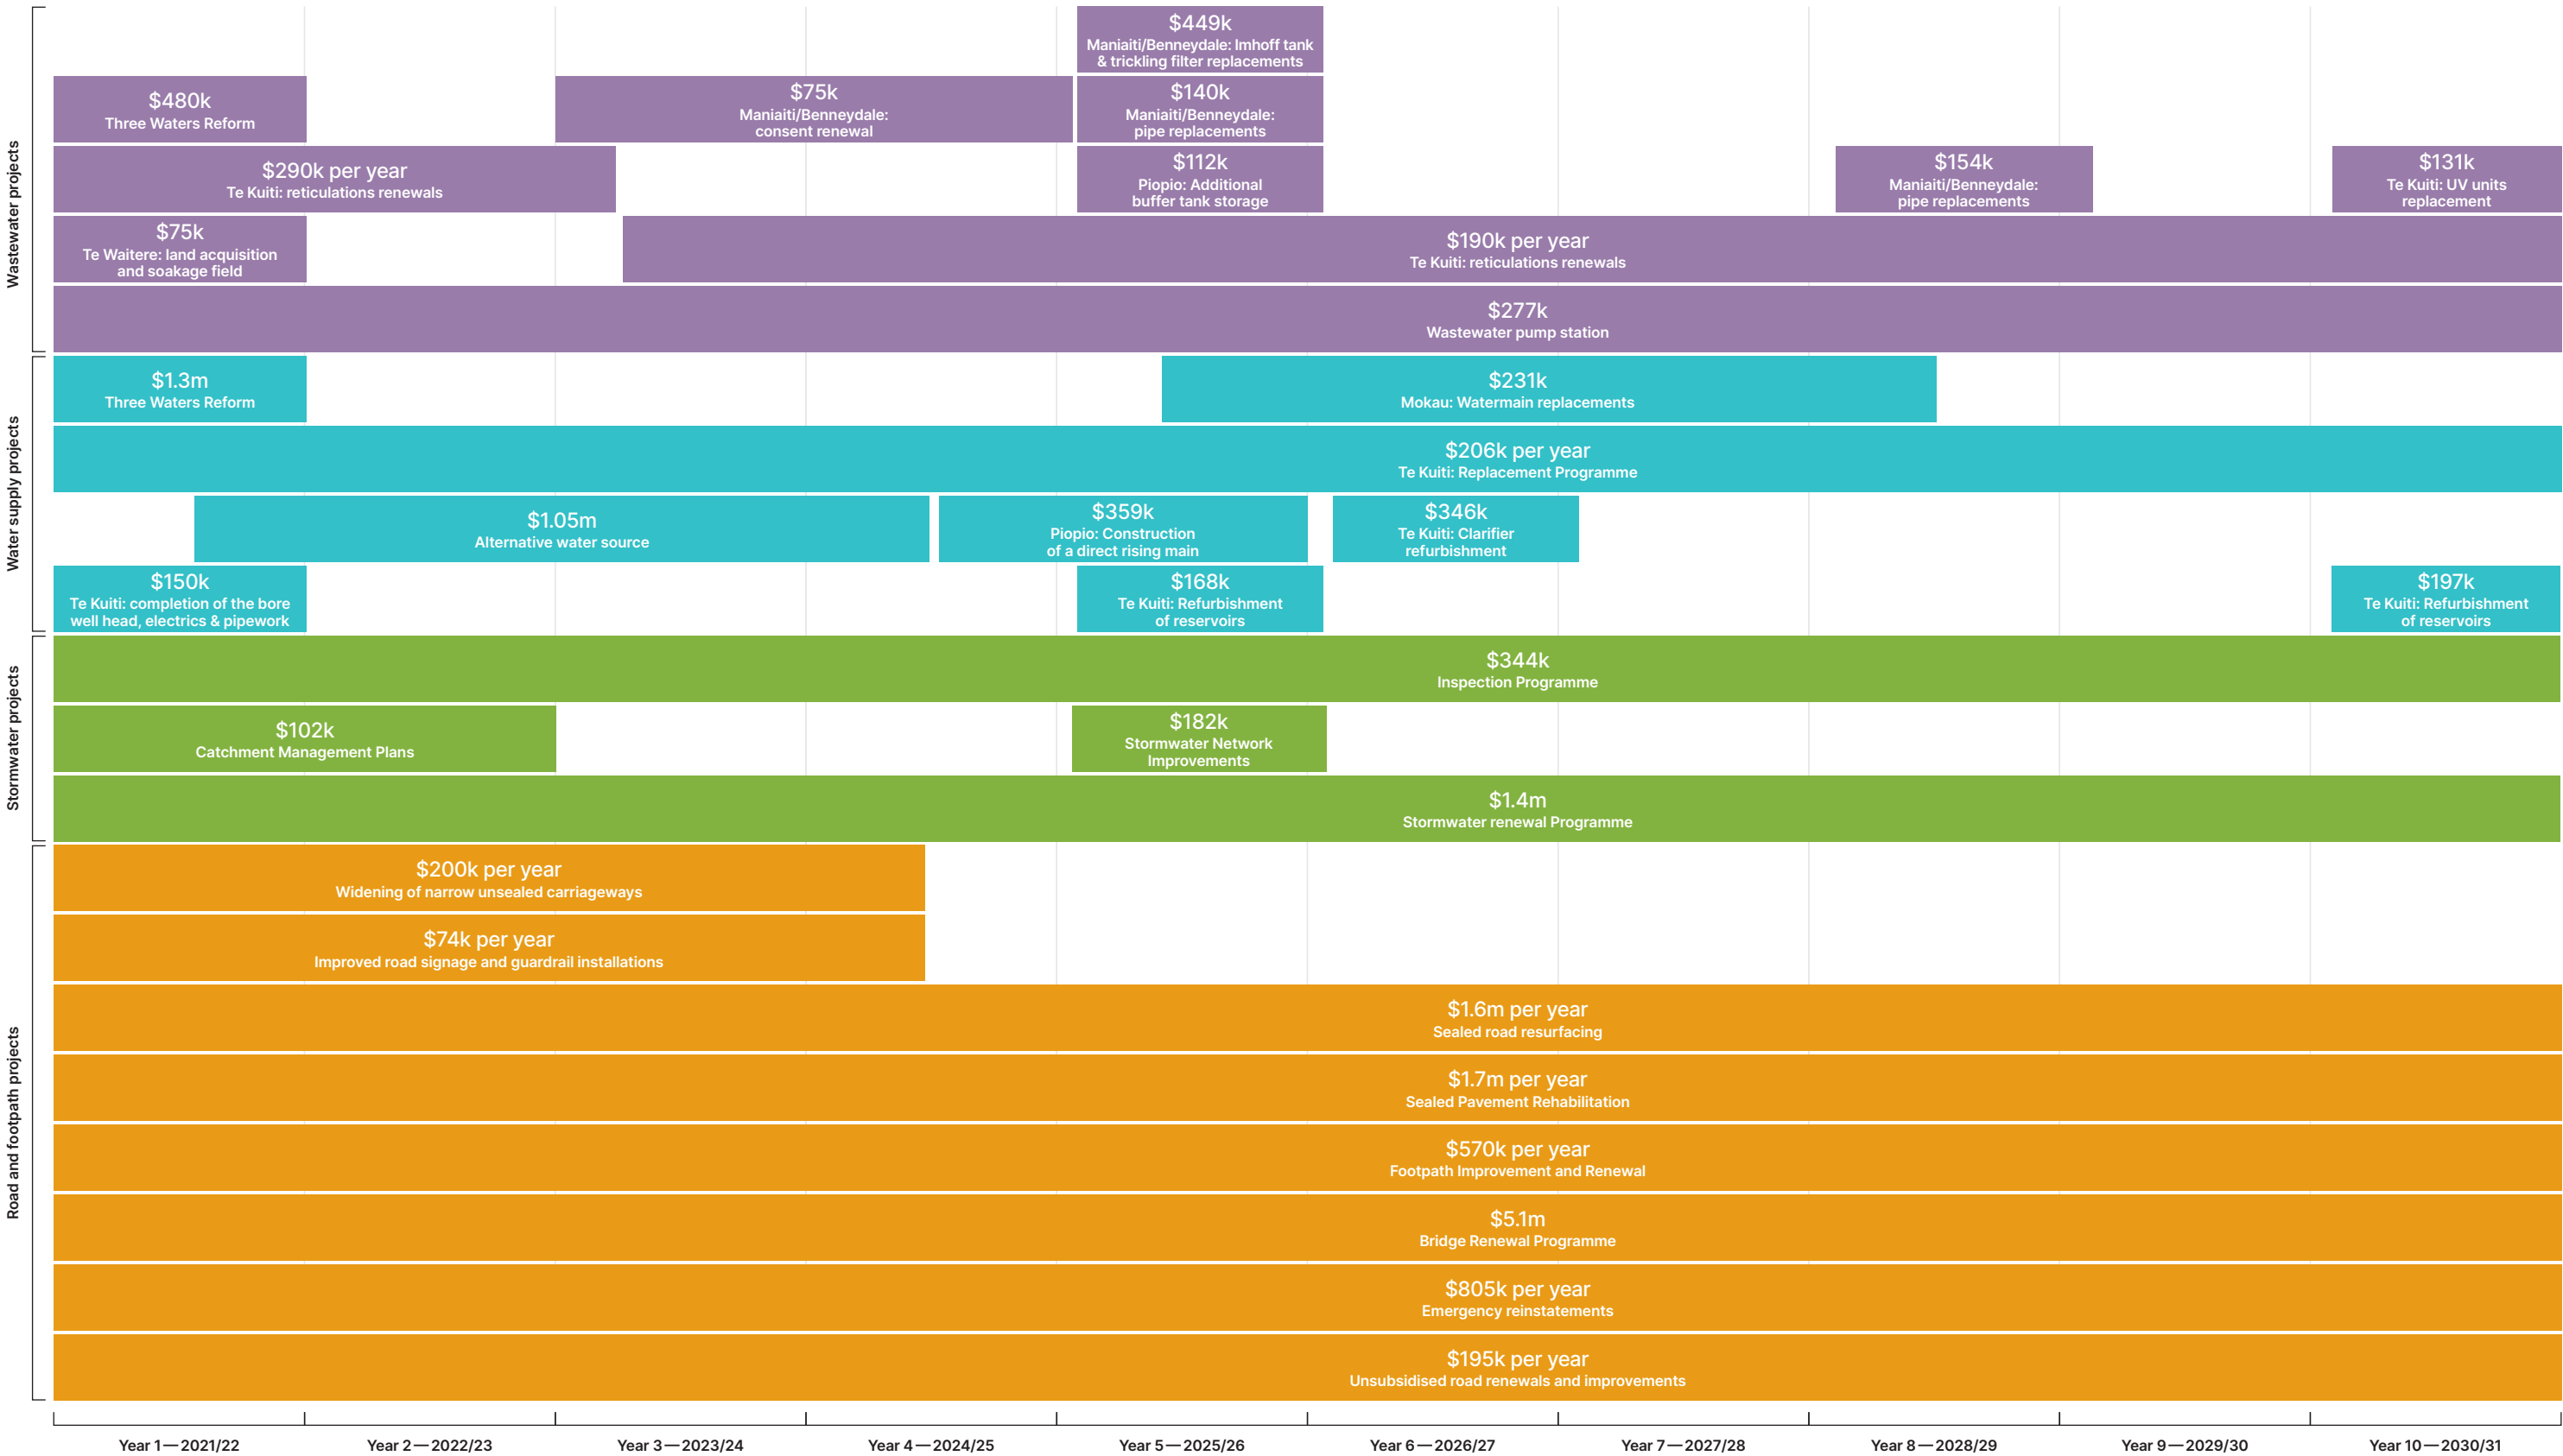 Wastewater projects
$449k
Maniaiti/Benneydale: Imhoff tank
& trickling filter replacements
$480k
Three Waters Reform
$75k
Maniaiti/Benneydale:
consent renewal
$140k
Maniaiti/Benneydale:
pipe replacements
$290k per year
Te Kuiti: reticulations renewals
$112k
Piopio: Additional
buffer tank storage
$154k
Maniaiti/Benneydale:
pipe replacements
$131k
Te Kuiti: UV units
replacement
$75k
Te Waitere: land acquisition
and soakage field
$190k per year
Te Kuiti: reticulations renewals
$277k
Wastewater pump station
Water supply projects
$1.3m
Three Waters Reform
$231k
Mokau: Watermain replacements
$206k per year
Te Kuiti: Replacement Programme
$1.05m
Alternative water source
$359k
Piopio: Construction
of a direct rising main
$346k
Te Kuiti: Clarifier
refurbishment
$150k
Te Kuiti: completion of the bore
well head, electrics & pipework
$168k
Te Kuiti: Refurbishment
of reservoirs
$197k
Te Kuiti: Refurbishment
of reservoirs
Stormwater projects
$344k
Inspection Programme
$102k
Catchment Management Plans
$182k
Stormwater Network
Improvements
$1.4m
Stormwater renewal Programme
Road and footpath projects
$200k per year
Widening of narrow unsealed carriageways
$74k per year
Improved road signage and guardrail installations
$1.6m per year
Sealed road resurfacing
$1.7m per year
Sealed Pavement Rehabilitation
$570k per year
Footpath Improvement and Renewal
$5.1m
Bridge Renewal Programme
$805k per year
Emergency reinstatements
$195k per year
Unsubsidised road renewals and improvements
Year 1—2021/22
Year 2—2022/23
Year 3—2023/24
Year 4—2024/25
Year 5—2025/26
Year 6—2026/27
Year 7—2027/28
Year 8—2028/29
Year 9—2029/30
Year 10—2030/31